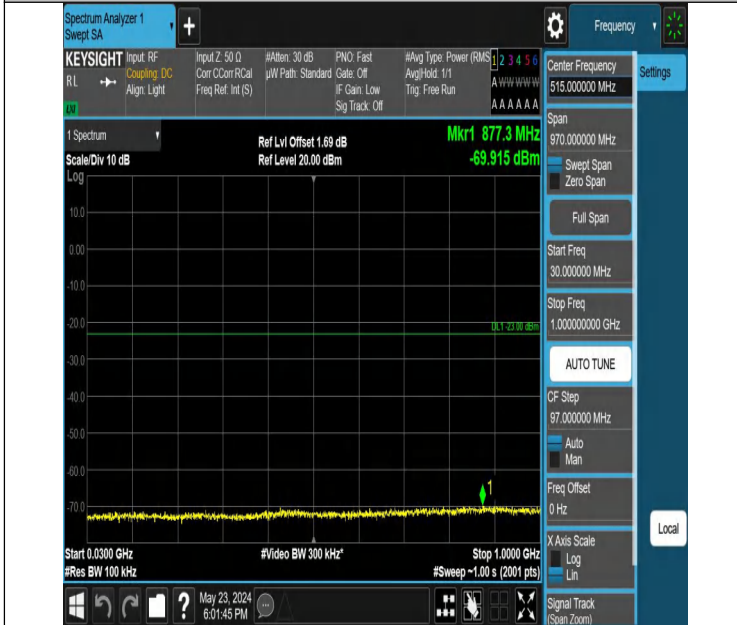 Spectrum Analyzer 1
Swept SA
+
Frequency
KEYSIGHT
RL
Input: RF
Coupling: DC
Align: Light
Input Z: 50 Ω
Corr CCorr RCal
Freq Ref: Int (S)
#Atten: 30 dB
µW Path: Standard
PNO: Fast
Gate: Off
IF Gain: Low
Sig Track: Off
#Avg Type: Power (RMS
Avg|Hold: 1/1
Trig: Free Run
1 2 3 4 5 6
A W W W W W
A A A A A A
1 Spectrum
Scale/Div 10 dB
Ref Lvl Offset 1.69 dB
Ref Level 20.00 dBm
Mkr1 877.3 MHz
-69.915 dBm
Log
10.0
0.00
-10.0
-20.0
DL1 -23.00 dBm
-30.0
-40.0
-50.0
-60.0
1
-70.0
Start 0.0300 GHz
#Video BW 300 kHz*
Stop 1.0000 GHz
#Res BW 100 kHz
#Sweep ~1.00 s (2001 pts)
?
May 23, 2024
6:01:45 PM
Center Frequency
515.000000 MHz
Settings
Span
970.000000 MHz
Swept Span
Zero Span
Full Span
Start Freq
30.000000 MHz
Stop Freq
1.000000000 GHz
AUTO TUNE
CF Step
97.000000 MHz
Auto
Man
Freq Offset
0 Hz
Local
X Axis Scale
Log
Lin
Signal Track
(Span Zoom)